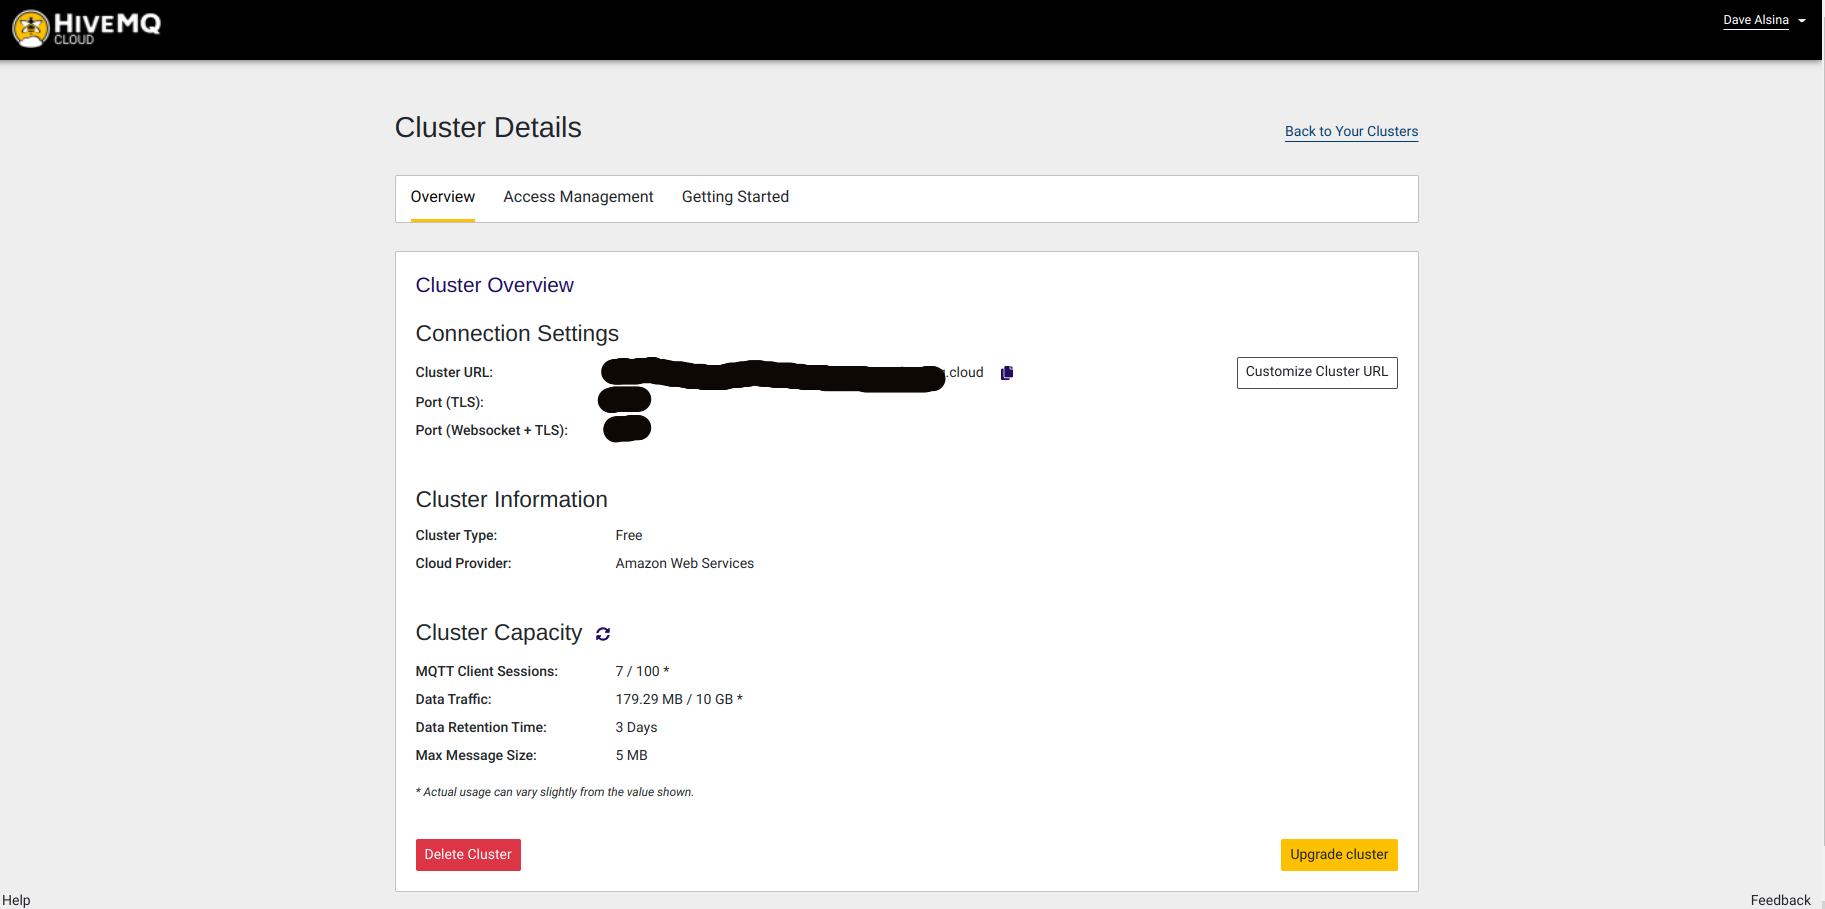 HIVEMQ
CLOUD
Dave Alsina
Cluster Details
Back to Your Clusters
Overview Access Management Getting Started
Cluster Overview
Connection Settings
Cluster URL: .cloud Customize Cluster URL
Port (TLS):
Port (Websocket + TLS):
Cluster Information
Cluster Type: Free
Cloud Provider: Amazon Web Services
Cluster Capacity
MQTT Client Sessions: 7 / 100 *
Data Traffic: 179.29 MB / 10 GB *
Data Retention Time: 3 Days
Max Message Size: 5 MB
* Actual usage can vary slightly from the value shown.
Delete Cluster Upgrade cluster
Help Feedback